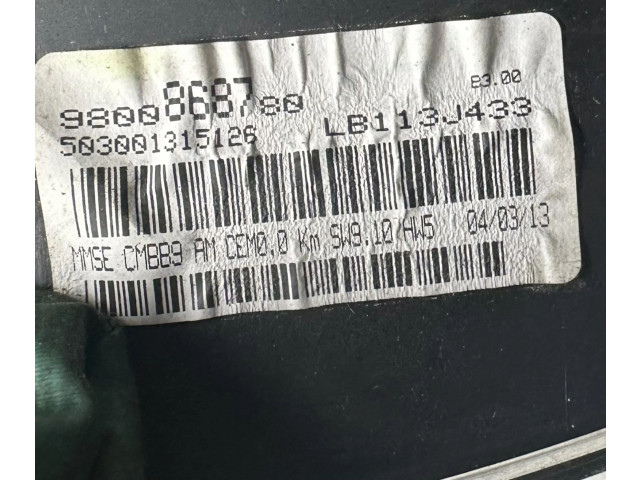 83.00
9800868780 LB113J433
503001315126
MMSE CMBB9 AM CEM0.0 Km SW9.10 HW5 04/03/13